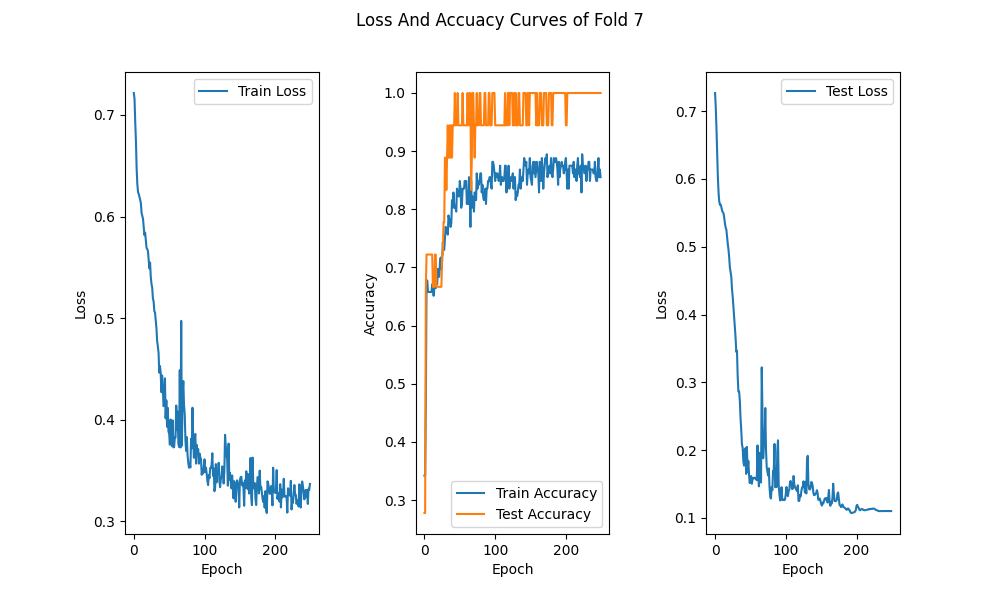 Loss And Accuacy Curves of Fold 7
Train Loss
0.7
0.6
0.5
0.4
0.3
Loss
0
100
200
Epoch
1.0
0.9
0.8
0.7
0.6
0.5
0.4
0.3
Accuracy
Train Accuracy
Test Accuracy
0
100
200
Epoch
Test Loss
0.7
0.6
0.5
0.4
0.3
0.2
0.1
Loss
0
100
200
Epoch